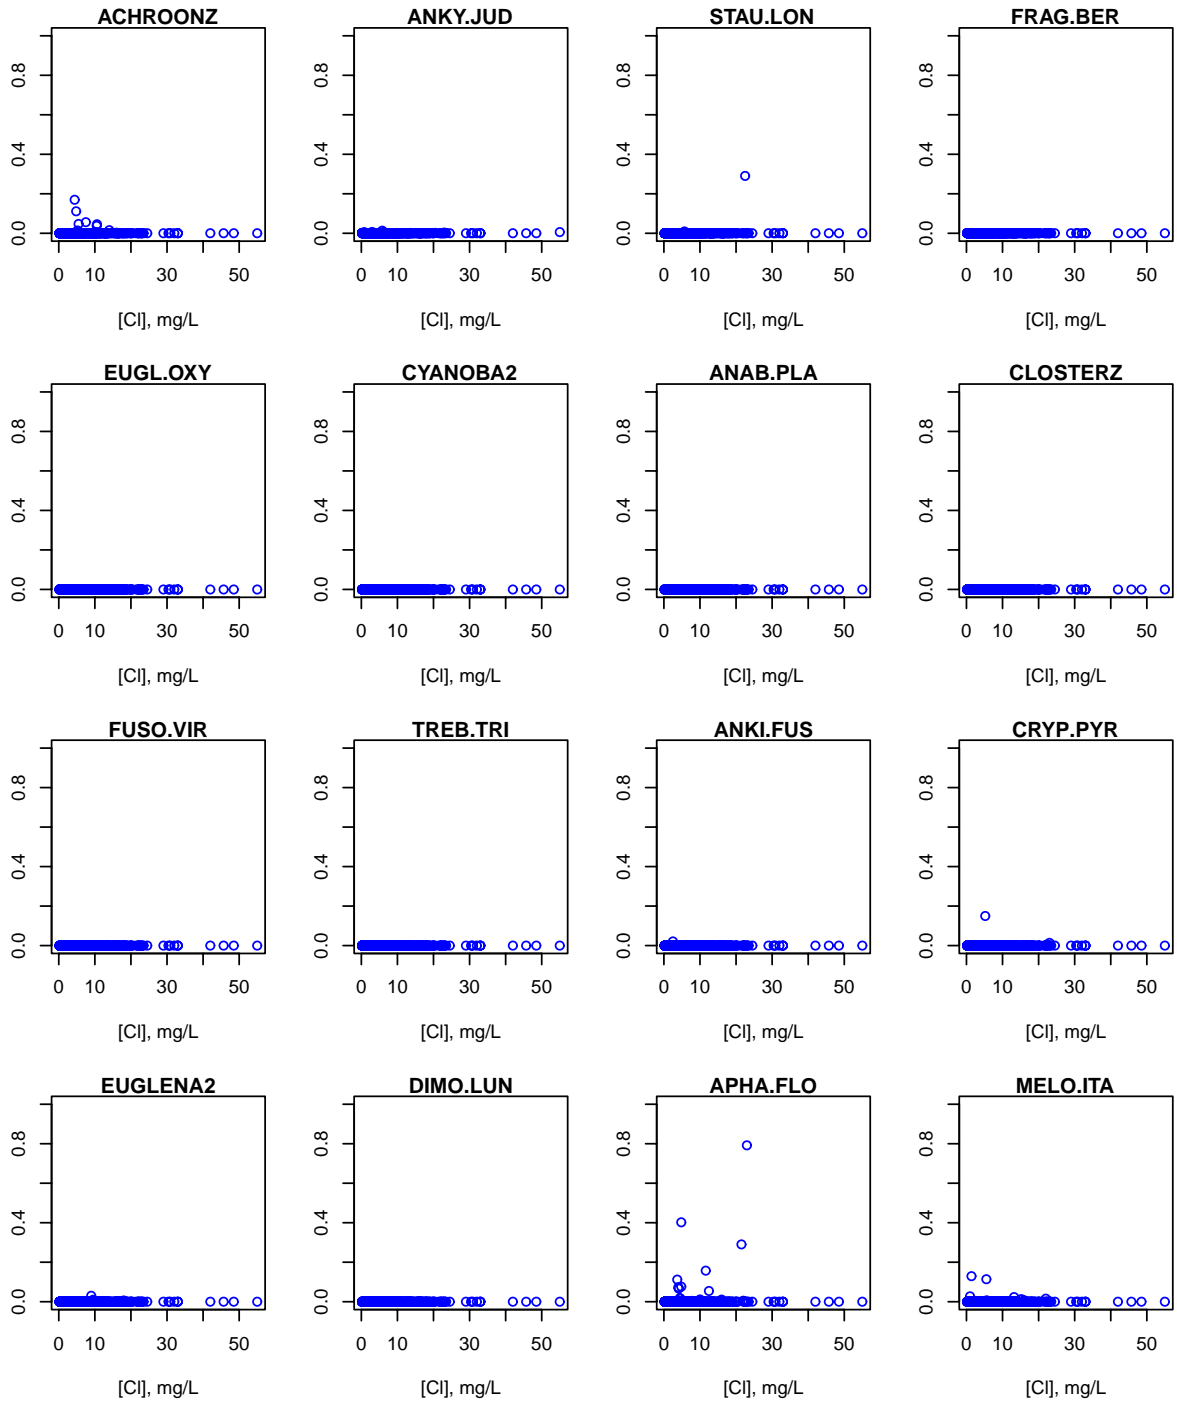 ACHROONZ ANKY.JUD STAU.LON FRAG.BER
0.8 0.8 0.8 0.8
0.4 0.4 0.4 0.4
0.0 0.0 0.0 0.0
0 10 30 50 0 10 30 50 0 10 30 50 0 10 30 50
[Cl], mg/L [Cl], mg/L [Cl], mg/L [Cl], mg/L
EUGL.OXY CYANOBA2 ANAB.PLA CLOSTERZ
0.8 0.8 0.8 0.8
0.4 0.4 0.4 0.4
0.0 0.0 0.0 0.0
0 10 30 50 0 10 30 50 0 10 30 50 0 10 30 50
[Cl], mg/L [Cl], mg/L [Cl], mg/L [Cl], mg/L
FUSO.VIR TREB.TRI ANKI.FUS CRYP.PYR
0.8 0.8 0.8 0.8
0.4 0.4 0.4 0.4
0.0 0.0 0.0 0.0
0 10 30 50 0 10 30 50 0 10 30 50 0 10 30 50
[Cl], mg/L [Cl], mg/L [Cl], mg/L [Cl], mg/L
EUGLENA2 DIMO.LUN APHA.FLO MELO.ITA
0.8 0.8 0.8 0.8
0.4 0.4 0.4 0.4
0.0 0.0 0.0 0.0
0 10 30 50 0 10 30 50 0 10 30 50 0 10 30 50
[Cl], mg/L [Cl], mg/L [Cl], mg/L [Cl], mg/L